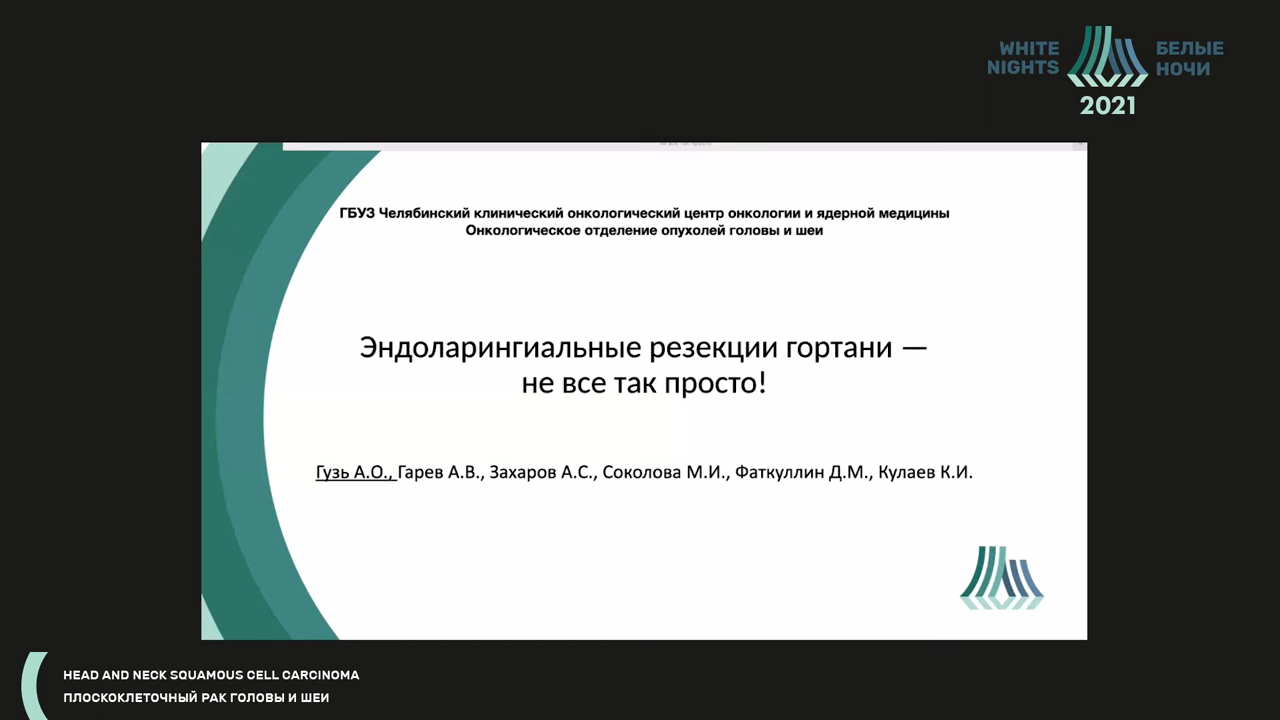 WHITE
NIGHTS
БЕЛЫЕ
НОЧИ
2021
ГБУЗ Челябинский клинический онкологический центр онкологии и ядерной медицины
Онкологическое отделение опухолей головы и шеи
Эндоларингиальные резекции гортани —
не все так просто!
Гузь А.О., Гарев А.В., Захаров А.С., Соколова М.И., Фаткуллин Д.М., Кулаев К.И.
HEAD AND NECK SQUAMOUS CELL CARCINOMA
ПЛОСКОКЛЕТОЧНЫЙ РАК ГОЛОВЫ И ШЕИ